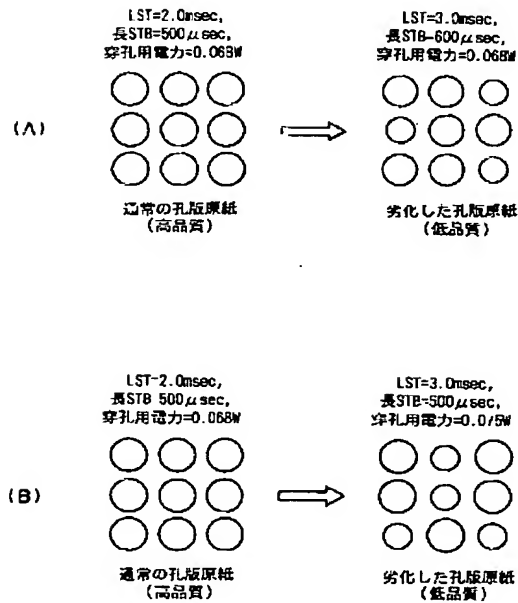 LST=2.0msec,
長STB=500μsec,
穿孔用電力=0.068W
LST=3.0msec,
長STB=600μsec,
穿孔用電力=0.068W
(A)
通常の孔版原紙
(高品質)
劣化した孔版原紙
(低品質)
LST=2.0msec,
長STB=500μsec,
穿孔用電力=0.068W
LST=3.0msec,
長STB=500μsec,
穿孔用電力=0.075W
(B)
通常の孔版原紙
(高品質)
劣化した孔版原紙
(低品質)